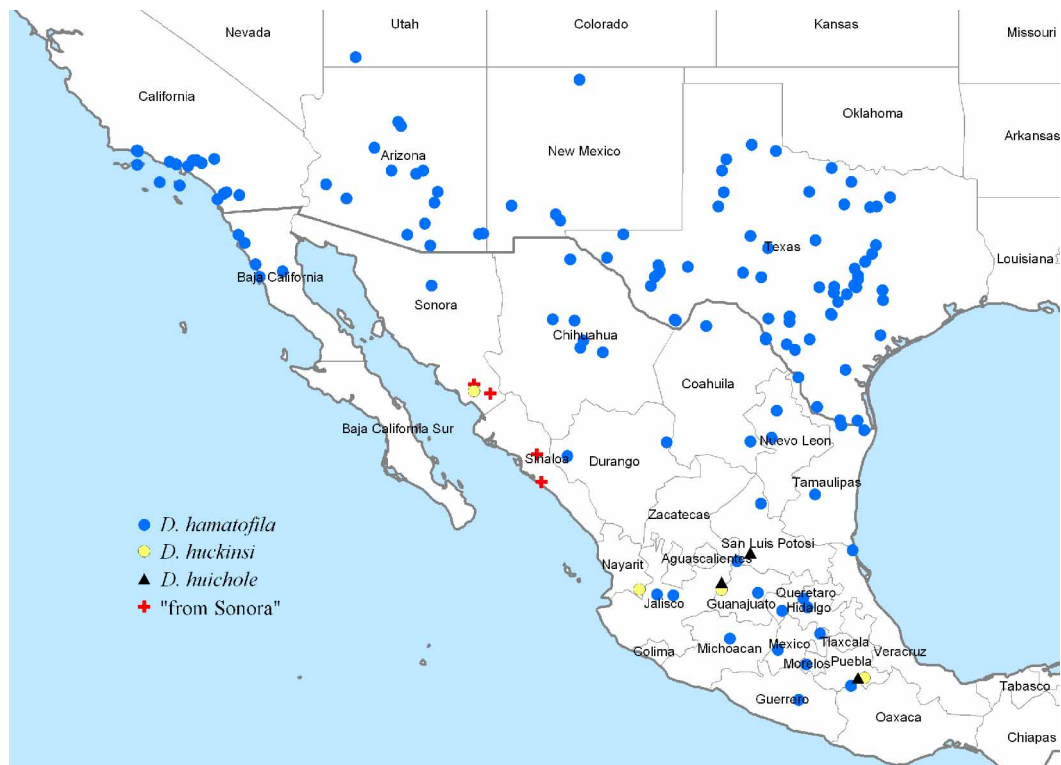 Nevada
Utah
Colorado
Kansas
Missouri
California
Oklahoma
Arkansas
Arizona
New Mexico
Texas
Louisiana
Baja California
Sonora
Chihuahua
Coahuila
Baja California Sur
Sinaloa
Durango
Nuevo Leon
Tamaulipas
Zacatecas
D. hamatofila
D. huckinsi
D. huichole
"from Sonora"
San Luis Potosi
Nayarit
Aguascalientes
Jalisco
Guanajuato
Queretaro
Hidalgo
Colima
Michoacan
Mexico
Tlaxcala
Veracruz
Morelos
Puebla
Guerrero
Oaxaca
Tabasco
Chiapas